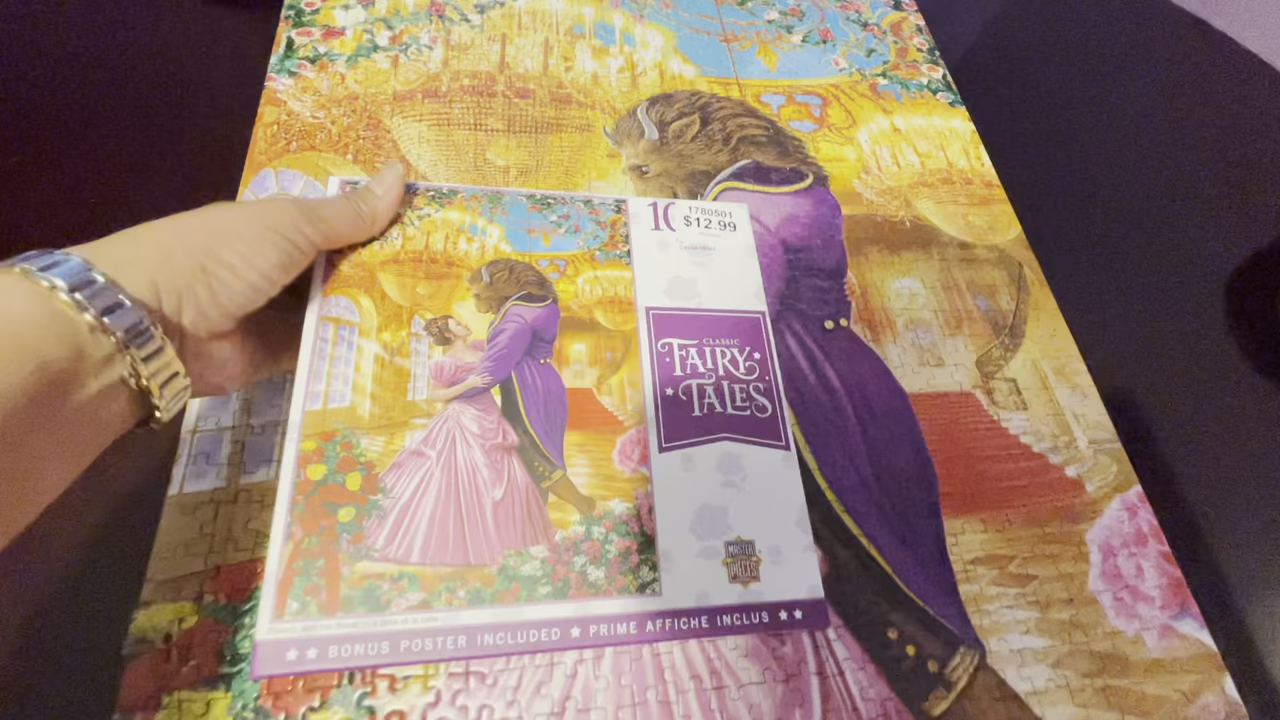 10
1780501
$12.99
CLASSIC
FAIRY
TALES
MASTER
PIECES
BONUS POSTER INCLUDED ★ PRIME AFFICHE INCLUS